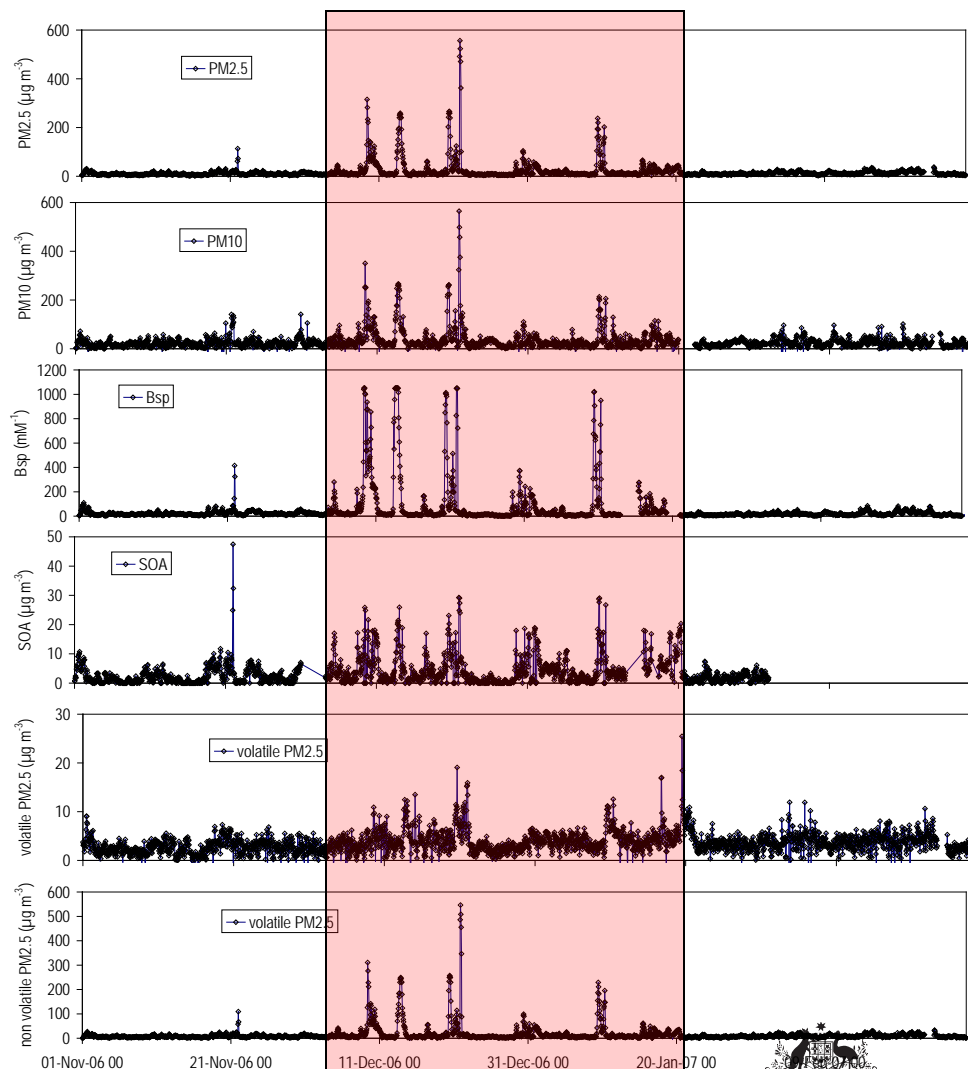 PM2.5 (µg m-3)
600
400
200
0
PM2.5
PM10 (µg m-3)
600
400
200
0
PM10
Bsp (mM-1)
1200
1000
800
600
400
200
0
Bsp
SOA (µg m-3)
50
40
30
20
10
0
SOA
volatile PM2.5 (µg m-3)
30
20
10
0
volatile PM2.5
non volatile PM2.5 (µg m-3)
600
500
400
300
200
100
0
volatile PM2.5
01-Nov-06 00 21-Nov-06 00 11-Dec-06 00 31-Dec-06 00 20-Jan-07 00